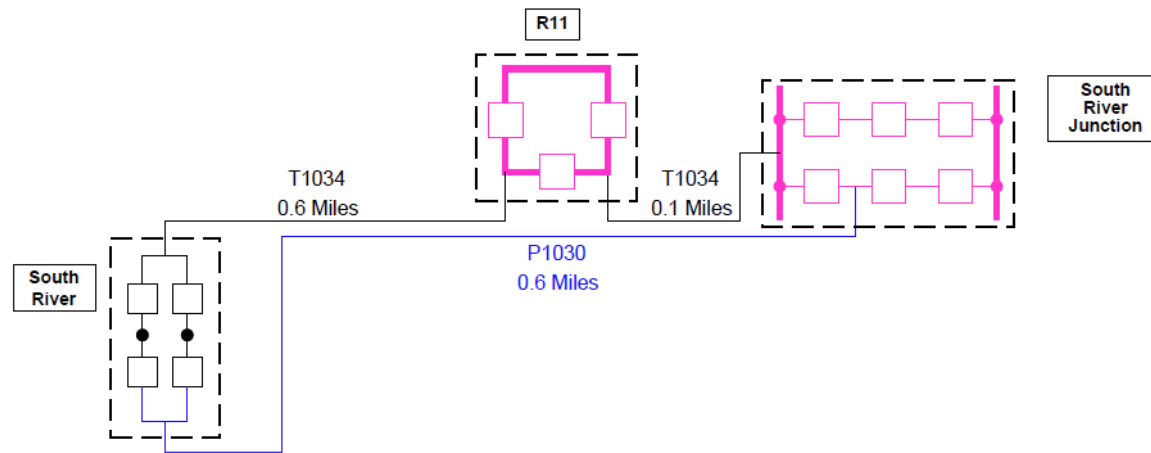 R11
South
River
Junction
T1034
0.6 Miles
T1034
0.1 Miles
P1030
0.6 Miles
South
River